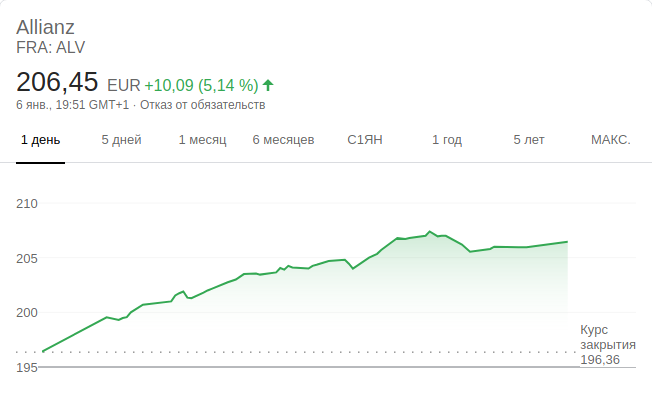 Allianz
FRA: ALV
206,45 EUR +10,09 (5,14 %)
6 янв., 19:51 GMT+1 · Отказ от обязательств
1 день 5 дней 1 месяц 6 месяцев С1ЯН 1 год 5 лет МАКС.
210
205
200
Курс
закрытия
196,36
195